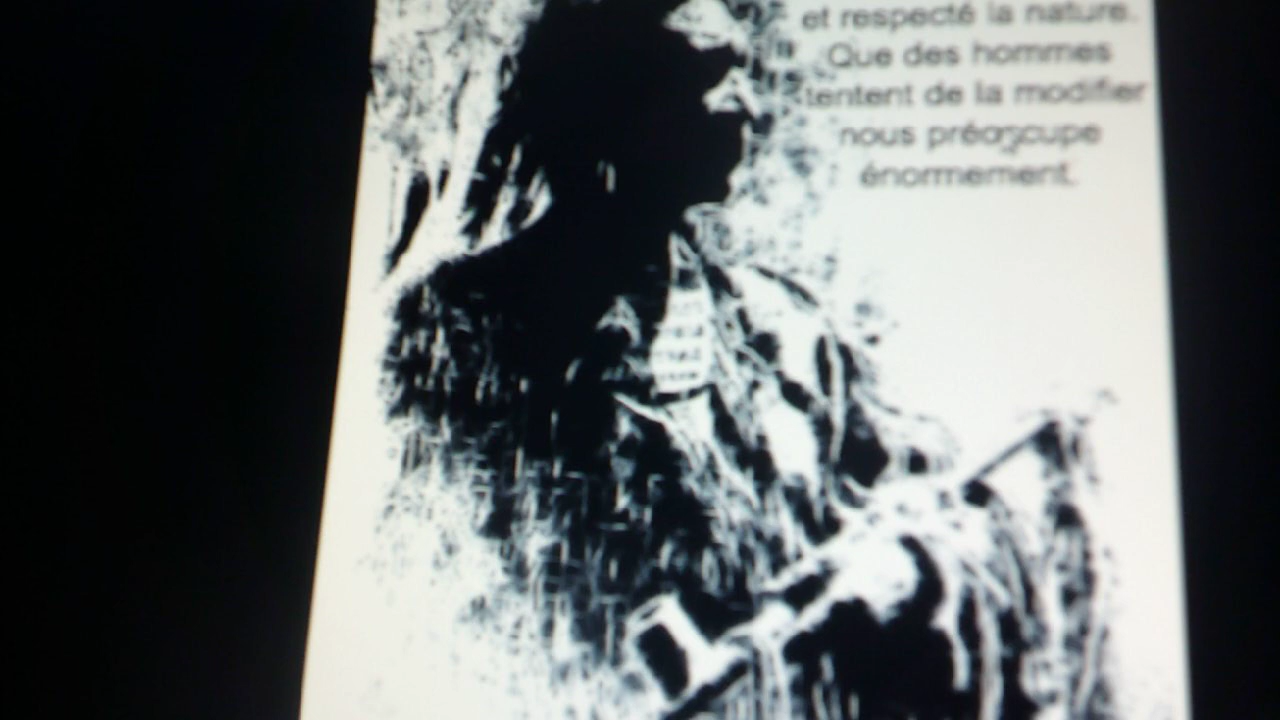 et respecté la nature.
Que des hommes
tentent de la modifier
nous préoccupe
énormement.